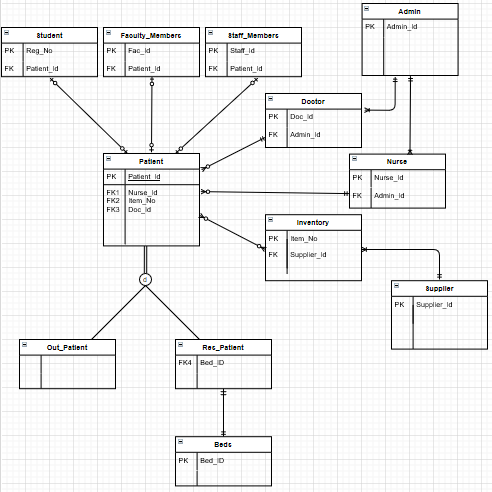 Admin
PK Admin_Id
Student
PK Reg_No
FK Patient_Id
Faculty_Members
PK Fac_Id
FK Patient_Id
Staff_Members
PK Staff_Id
FK Patient_Id
Doctor
PK Doc_Id
FK Admin_Id
Patient
PK Patient_Id
FK1 Nurse_Id
FK2 Item_No
FK3 Doc_Id
Nurse
PK Nurse_Id
FK Admin_Id
Inventory
PK Item_No
FK Supplier_Id
Supplier
PK Supplier_Id
d
Out_Patient
Res_Patient
FK4 Bed_ID
Beds
PK Bed_ID